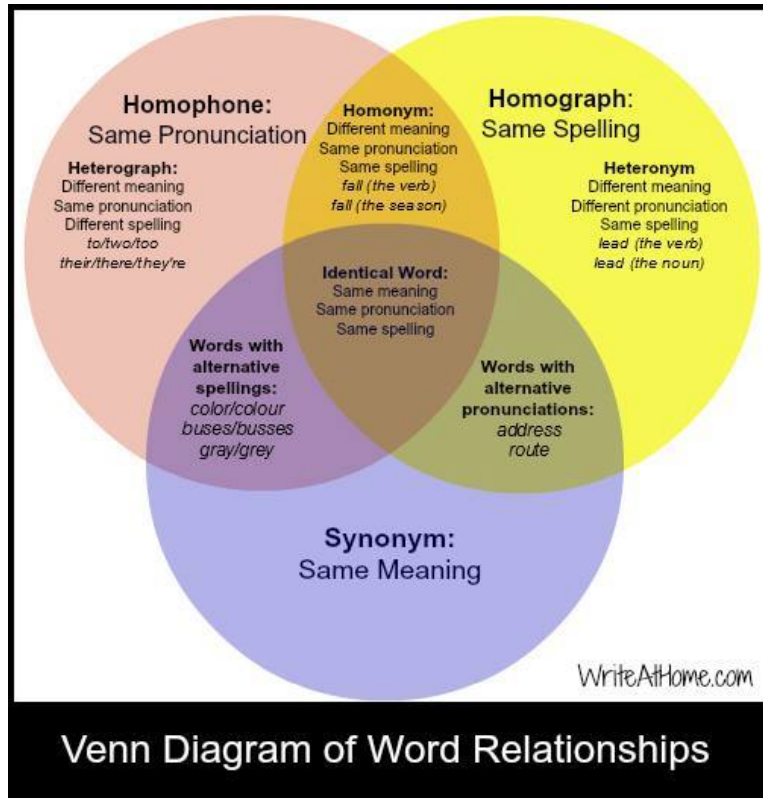 Homophone:
Same Pronunciation
Heterograph:
Different meaning
Same pronunciation
Different spelling
to/two/too
their/there/they're
Homonym:
Different meaning
Same pronunciation
Same spelling
fall (the verb)
fall (the season)
Homograph:
Same Spelling
Heteronym
Different meaning
Different pronunciation
Same spelling
lead (the verb)
lead (the noun)
Identical Word:
Same meaning
Same pronunciation
Same spelling
Words with
alternative
spellings:
color/colour
buses/busses
gray/grey
Words with
alternative
pronunciations:
address
route
Synonym:
Same Meaning
WriteAtHome.com
Venn Diagram of Word Relationships